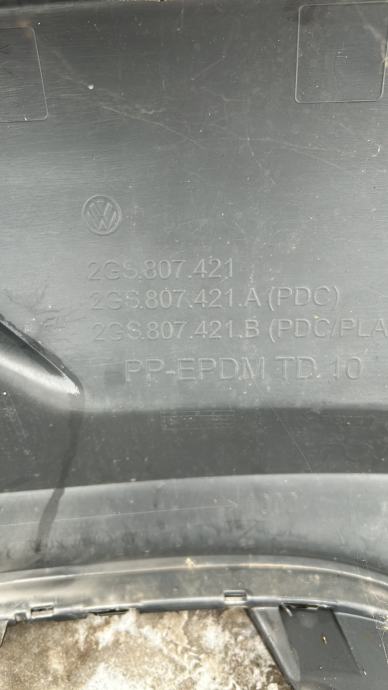 2GS.807.421
2GS.807.421.A (PDC)
2GS.807.421.B (PDC/PLA
PP-EPDM TD 10